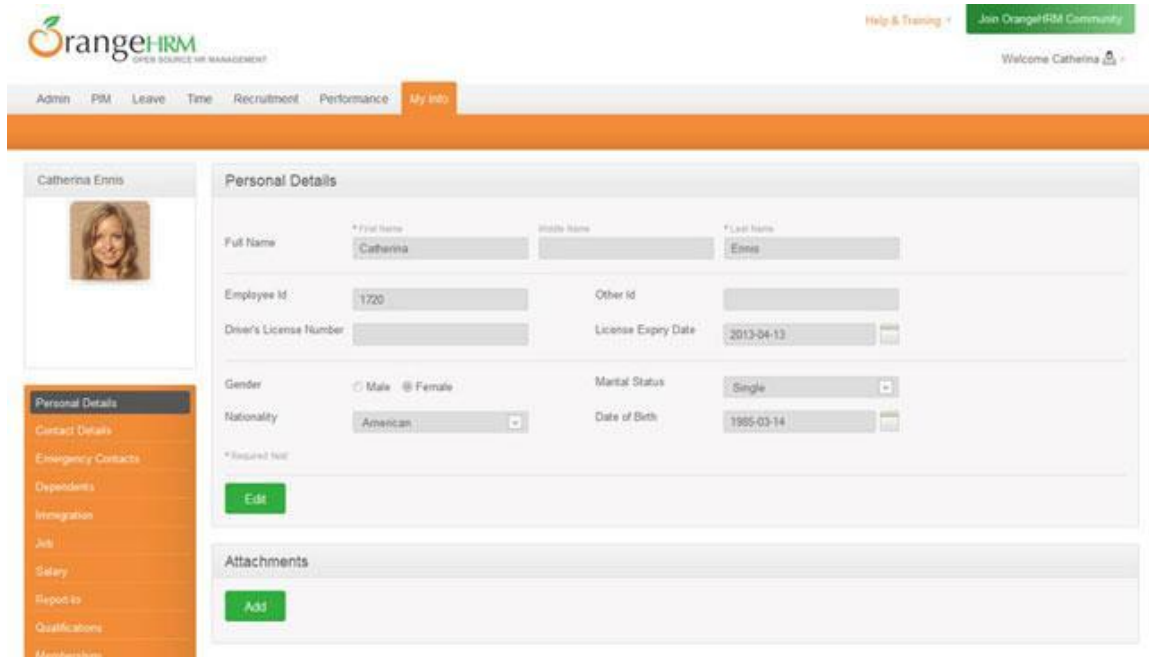 Help & Training
Join OrangeHRM Community
OrangeHRM
OPEN SOURCE HR MANAGEMENT
Welcome Catherina
Admin PIM Leave Time Recruitment Performance My Info
Catherina Ennis
Personal Details
* First Name Middle Name * Last Name
Full Name Catherina Ennis
Employee Id 1720 Other Id
Driver's License Number License Expiry Date 2013-04-13
Gender Male Female Marital Status Single
Nationality American Date of Birth 1985-03-14
* Required field
Edit
Attachments
Add
Personal Details
Contact Details
Emergency Contacts
Dependents
Immigration
Job
Salary
Report-to
Qualifications
Memberships